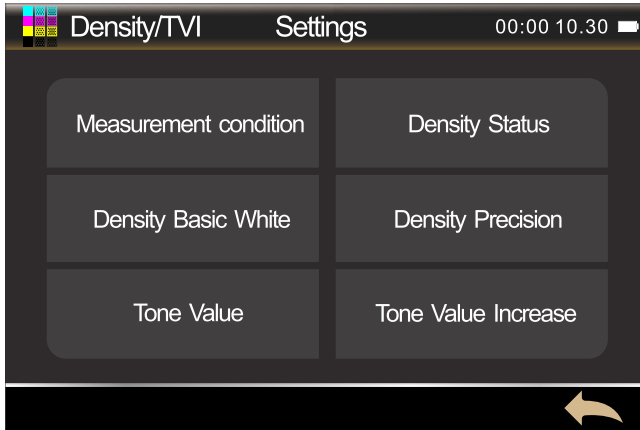 Density/TVI Settings 00:00 10.30
Measurement condition Density Status
Density Basic White Density Precision
Tone Value Tone Value Increase